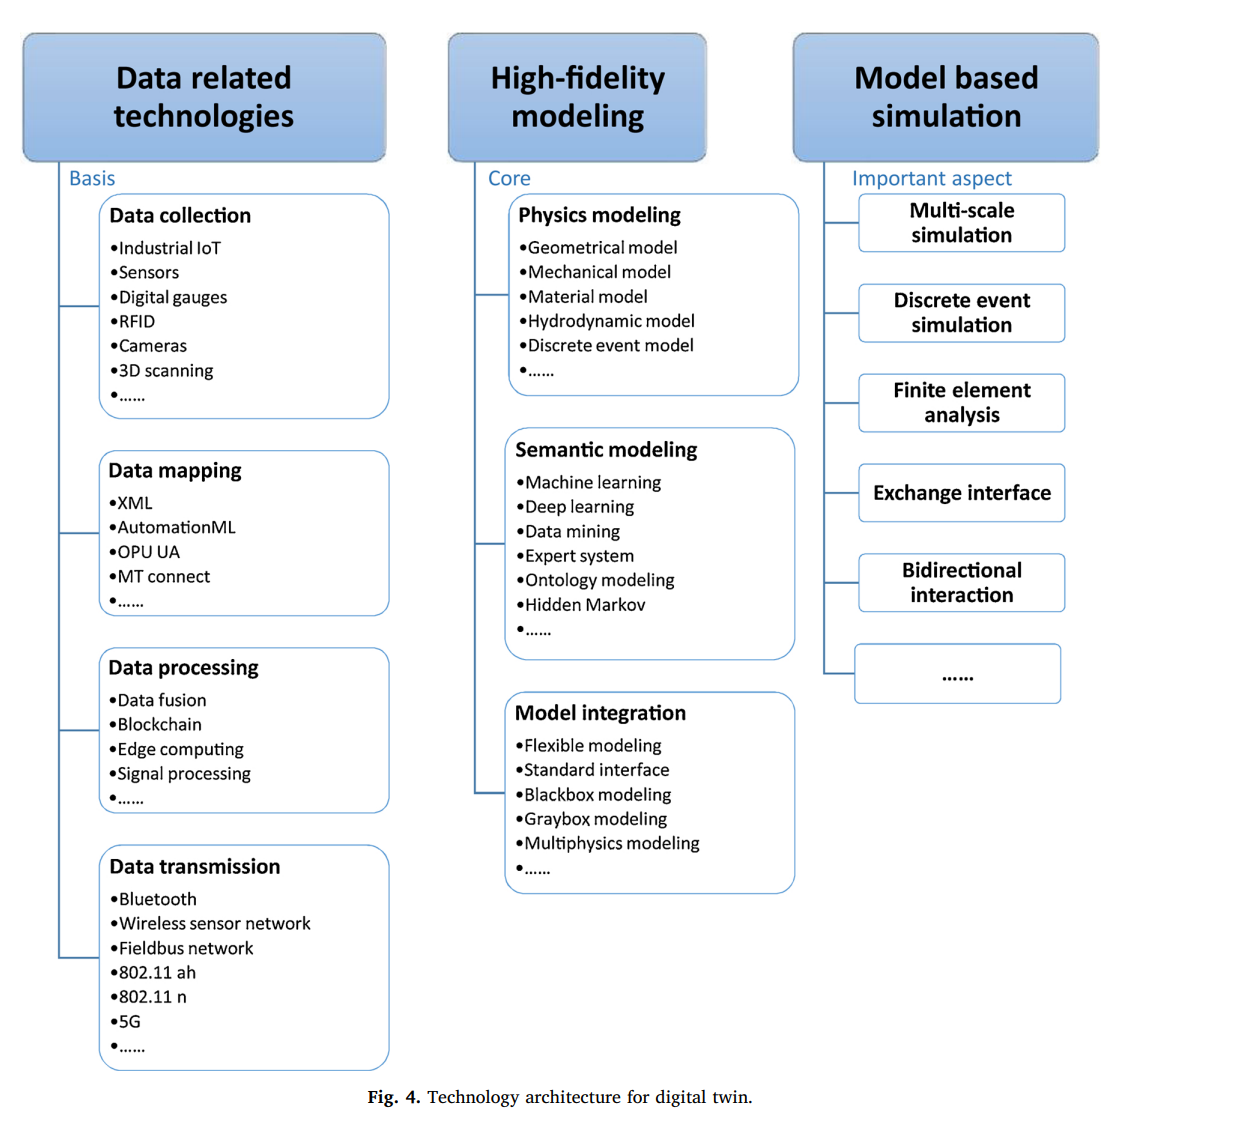 Data related
technologies
Basis
Data collection
•Industrial IoT
•Sensors
•Digital gauges
•RFID
•Cameras
•3D scanning
•......
Data mapping
•XML
•AutomationML
•OPU UA
•MT connect
•......
Data processing
•Data fusion
•Blockchain
•Edge computing
•Signal processing
•......
Data transmission
•Bluetooth
•Wireless sensor network
•Fieldbus network
•802.11 ah
•802.11 n
•5G
•......
High-fidelity
modeling
Core
Physics modeling
•Geometrical model
•Mechanical model
•Material model
•Hydrodynamic model
•Discrete event model
•......
Semantic modeling
•Machine learning
•Deep learning
•Data mining
•Expert system
•Ontology modeling
•Hidden Markov
•......
Model integration
•Flexible modeling
•Standard interface
•Blackbox modeling
•Graybox modeling
•Multiphysics modeling
•......
Model based
simulation
Important aspect
Multi-scale
simulation
Discrete event
simulation
Finite element
analysis
Exchange interface
Bidirectional
interaction
......
Fig. 4. Technology architecture for digital twin.